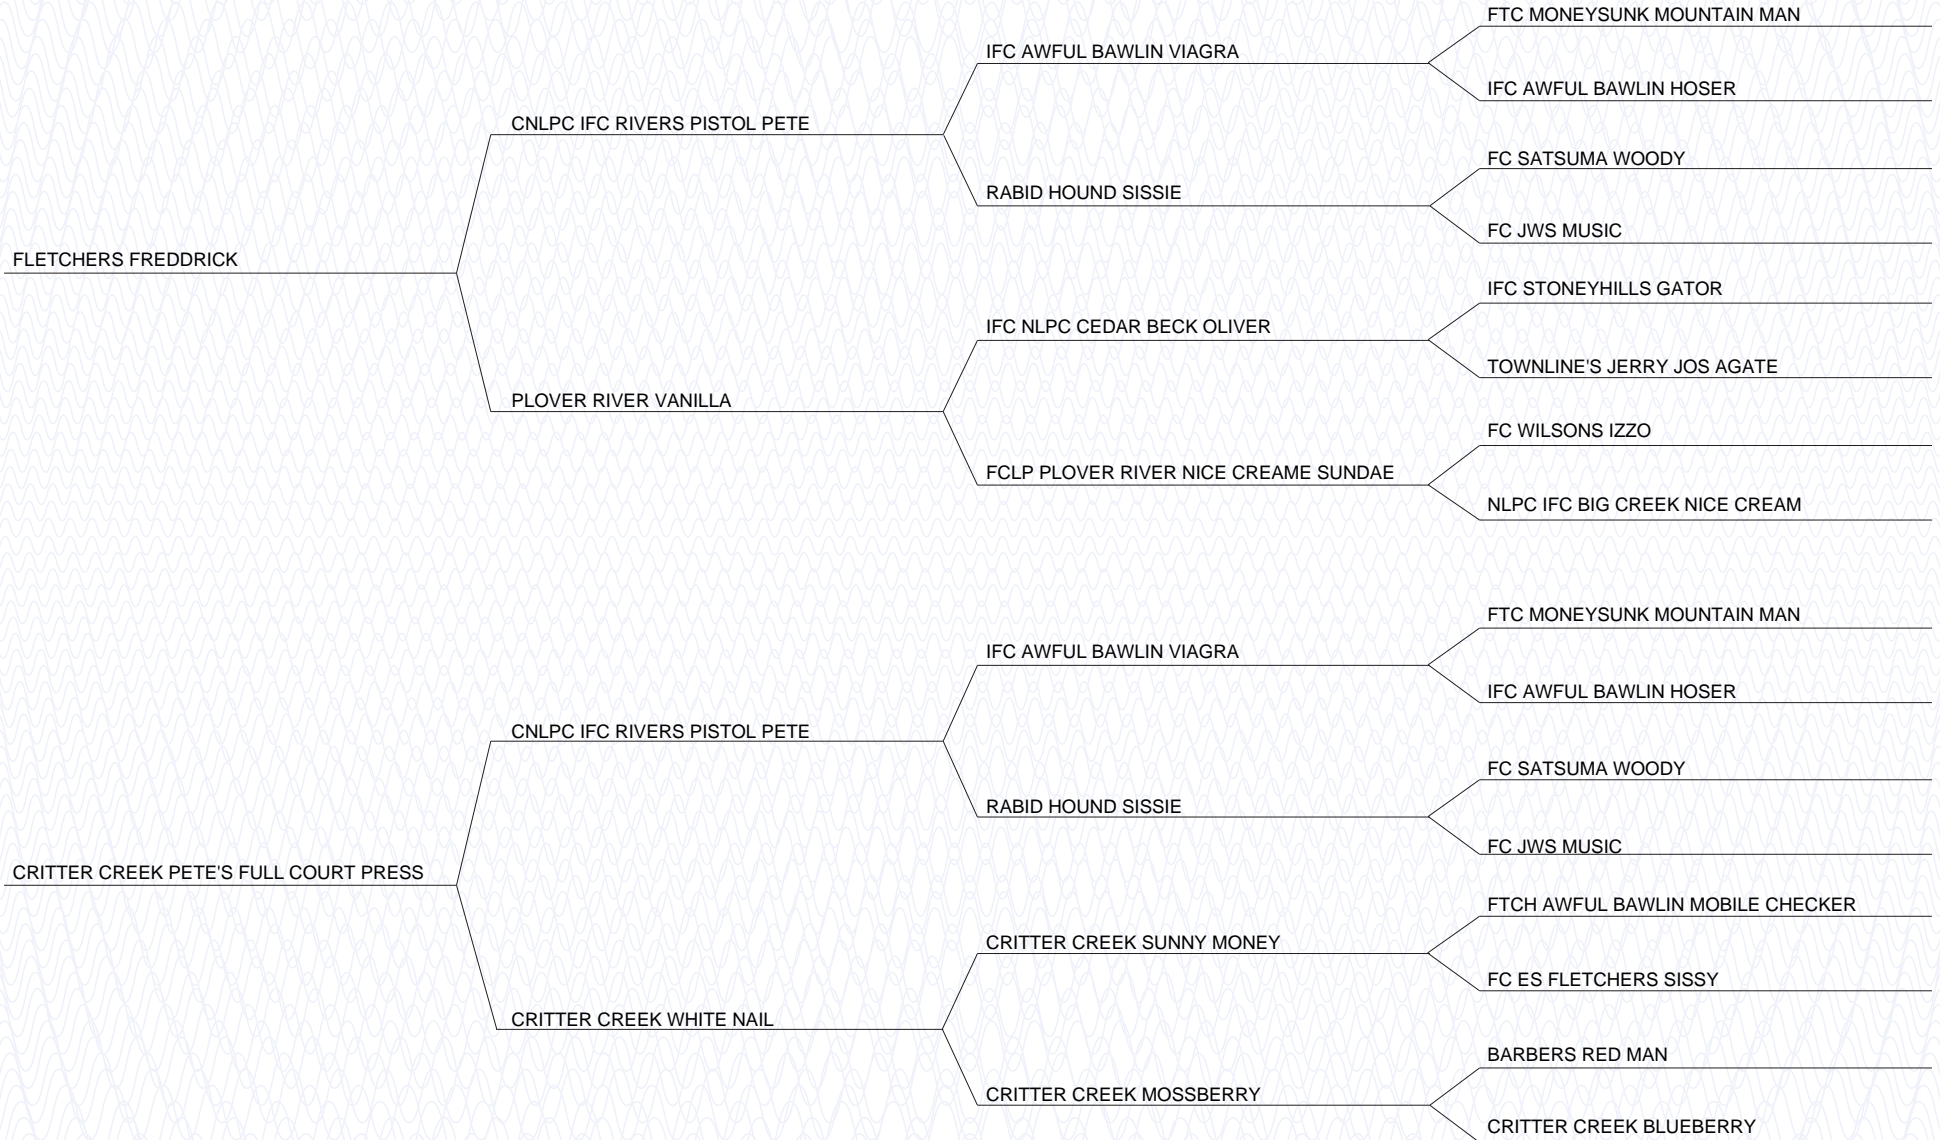 FTC MONEYSUNK MOUNTAIN MAN
IFC AWFUL BAWLIN VIAGRA
IFC AWFUL BAWLIN HOSER
CNLPC IFC RIVERS PISTOL PETE
FC SATSUMA WOODY
RABID HOUND SISSIE
FC JWS MUSIC
FLETCHERS FREDDRICK
IFC STONEYHILLS GATOR
IFC NLPC CEDAR BECK OLIVER
TOWNLINE'S JERRY JOS AGATE
PLOVER RIVER VANILLA
FC WILSONS IZZO
FCLP PLOVER RIVER NICE CREAME SUNDAE
NLPC IFC BIG CREEK NICE CREAM
FTC MONEYSUNK MOUNTAIN MAN
IFC AWFUL BAWLIN VIAGRA
IFC AWFUL BAWLIN HOSER
CNLPC IFC RIVERS PISTOL PETE
FC SATSUMA WOODY
RABID HOUND SISSIE
FC JWS MUSIC
CRITTER CREEK PETE'S FULL COURT PRESS
FTCH AWFUL BAWLIN MOBILE CHECKER
CRITTER CREEK SUNNY MONEY
FC ES FLETCHERS SISSY
CRITTER CREEK WHITE NAIL
BARBERS RED MAN
CRITTER CREEK MOSSBERRY
CRITTER CREEK BLUEBERRY